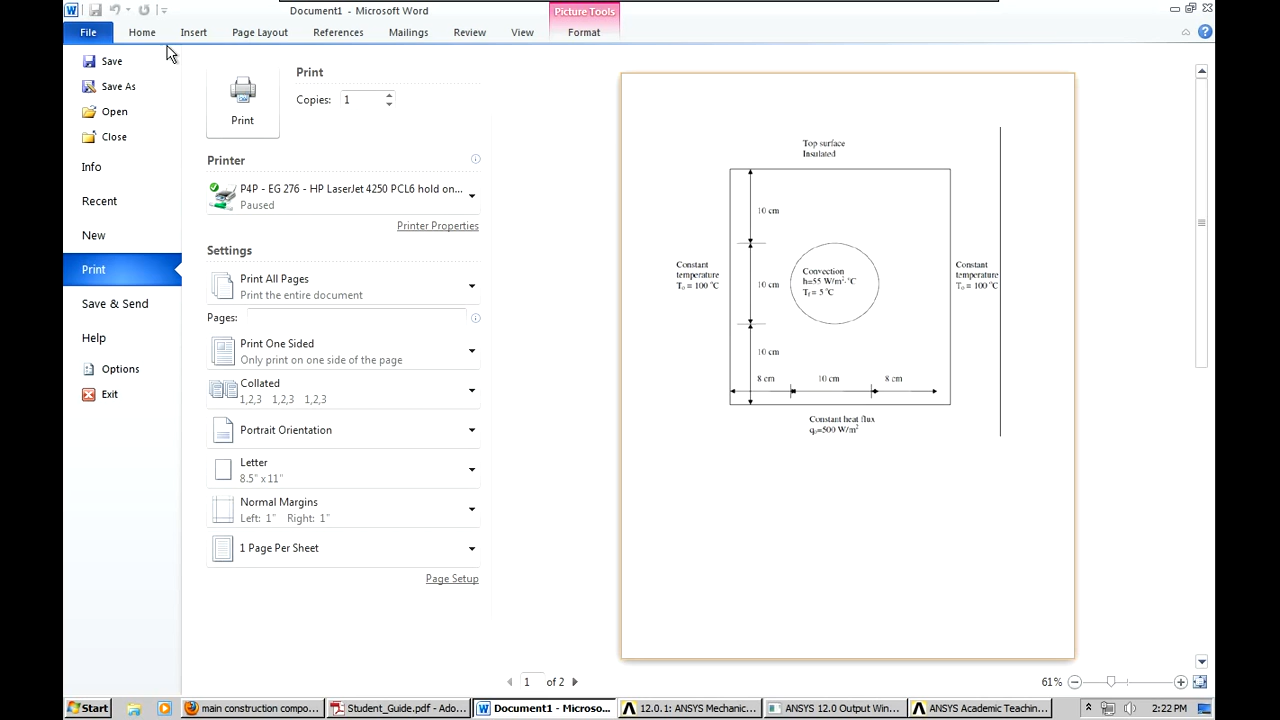 Document1 - Microsoft Word
Picture Tools
File
Home
Insert
Page Layout
References
Mailings
Review
View
Format
Save
Save As
Open
Close
Info
Recent
New
Print
Save & Send
Help
Options
Exit
Print
Print
Copies: 1
Printer
P4P - EG 276 - HP LaserJet 4250 PCL6 hold on...
Paused
Printer Properties
Settings
Print All Pages
Print the entire document
Pages:
Print One Sided
Only print on one side of the page
Collated
1,2,3 1,2,3 1,2,3
Portrait Orientation
Letter
8.5" x 11"
Normal Margins
Left: 1" Right: 1"
1 Page Per Sheet
Page Setup
Top surface
Insulated
10 cm
Constant
temperature
To = 100 °C
10 cm
Convection
h=55 W/m²-°C
Tf = 5 °C
Constant
temperature
To = 100 °C
10 cm
8 cm
10 cm
8 cm
Constant heat flux
qo=500 W/m²
1 of 2
61%
Start
main construction compo...
Student_Guide.pdf - Ado...
Document1 - Microso...
12.0.1: ANSYS Mechanic...
ANSYS 12.0 Output Win...
ANSYS Academic Teachin...
2:22 PM